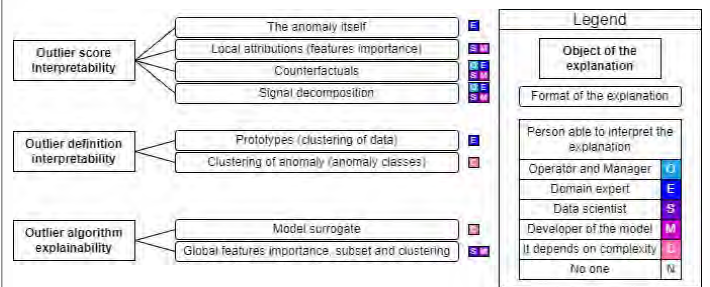 Outlier score
interpretability
The anomaly itself
E
Local attributions (features importance)
S M
Counterfactuals
O E
S M
Signal decomposition
O E
S M
Outlier definition
interpretability
Prototypes (clustering of data)
E
Clustering of anomaly (anomaly classes)
D
Outlier algorithm
explainability
Model surrogate
D
Global features importance, subset and clustering
S M
Legend
Object of the
explanation
Format of the explanation
Person able to interpret the
explanation
Operator and Manager O
Domain expert E
Data scientist S
Developer of the model M
It depends on complexity D
No one N